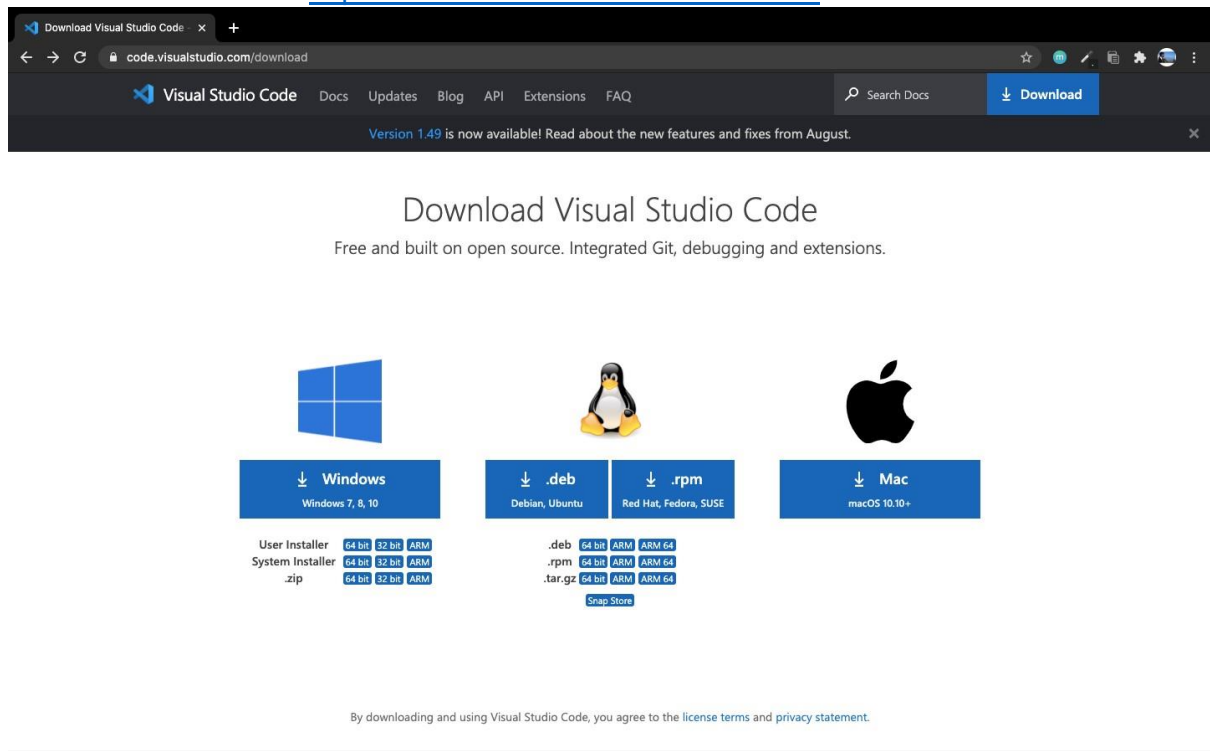 Download Visual Studio Code -
code.visualstudio.com/download
Visual Studio Code Docs Updates Blog API Extensions FAQ Search Docs Download
Version 1.49 is now available! Read about the new features and fixes from August.
Download Visual Studio Code
Free and built on open source. Integrated Git, debugging and extensions.
Windows
Windows 7, 8, 10
.deb
Debian, Ubuntu
.rpm
Red Hat, Fedora, SUSE
Mac
macOS 10.10+
User Installer 64 bit 32 bit ARM
System Installer 64 bit 32 bit ARM
.zip 64 bit 32 bit ARM
.deb 64 bit ARM ARM 64
.rpm 64 bit ARM ARM 64
.tar.gz 64 bit ARM ARM 64
Snap Store
By downloading and using Visual Studio Code, you agree to the license terms and privacy statement.